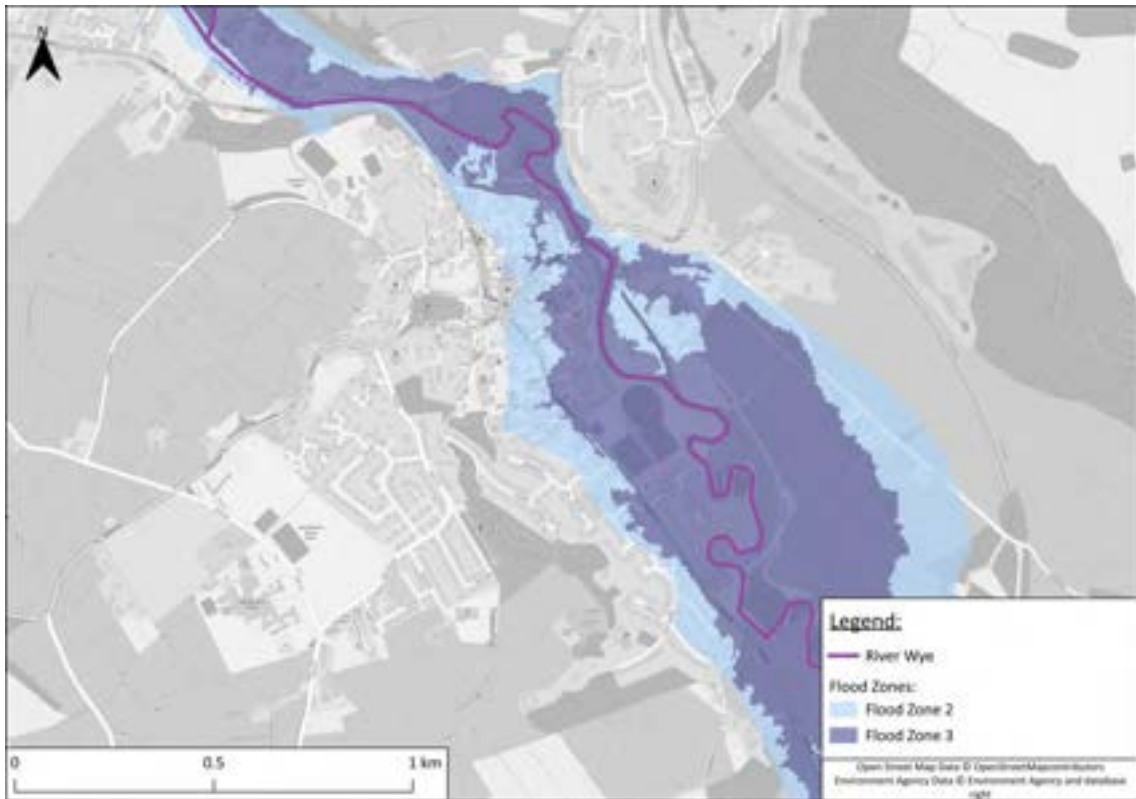 N
Legend:
River Wye
Flood Zones:
Flood Zone 2
Flood Zone 3
0 0.5 1 km
Open Street Map Data © OpenStreetMapcontributors
Environment Agency Data © Environment Agency and database
right